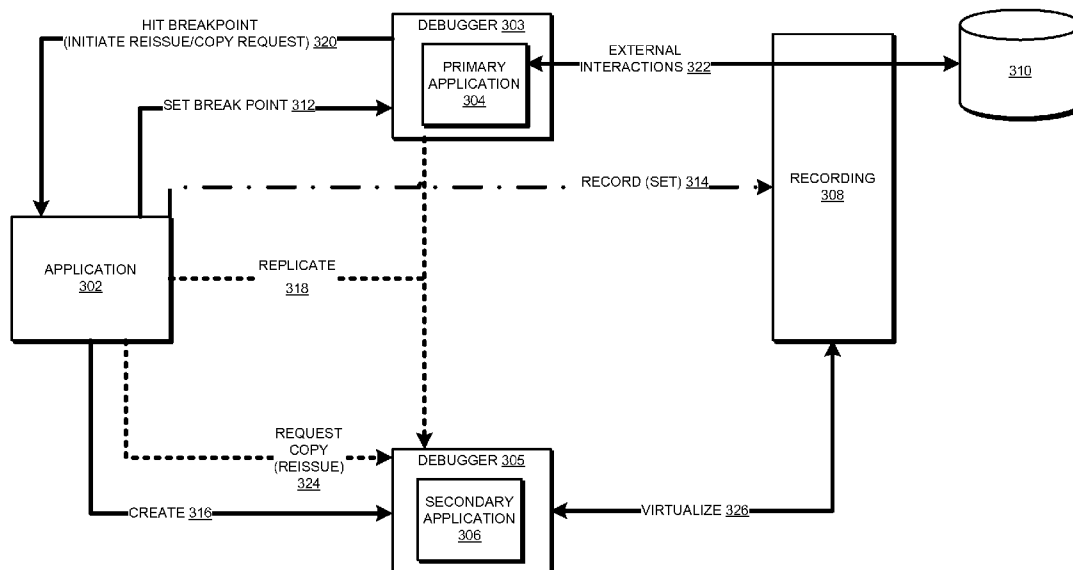 HIT BREAKPOINT
(INITIATE REISSUE/COPY REQUEST) 320
DEBUGGER 303
PRIMARY
APPLICATION
304
EXTERNAL
INTERACTIONS 322
310
SET BREAK POINT 312
RECORD (SET) 314
RECORDING
308
APPLICATION
302
REPLICATE
318
REQUEST
COPY
(REISSUE)
324
DEBUGGER 305
SECONDARY
APPLICATION
306
CREATE 316
VIRTUALIZE 326